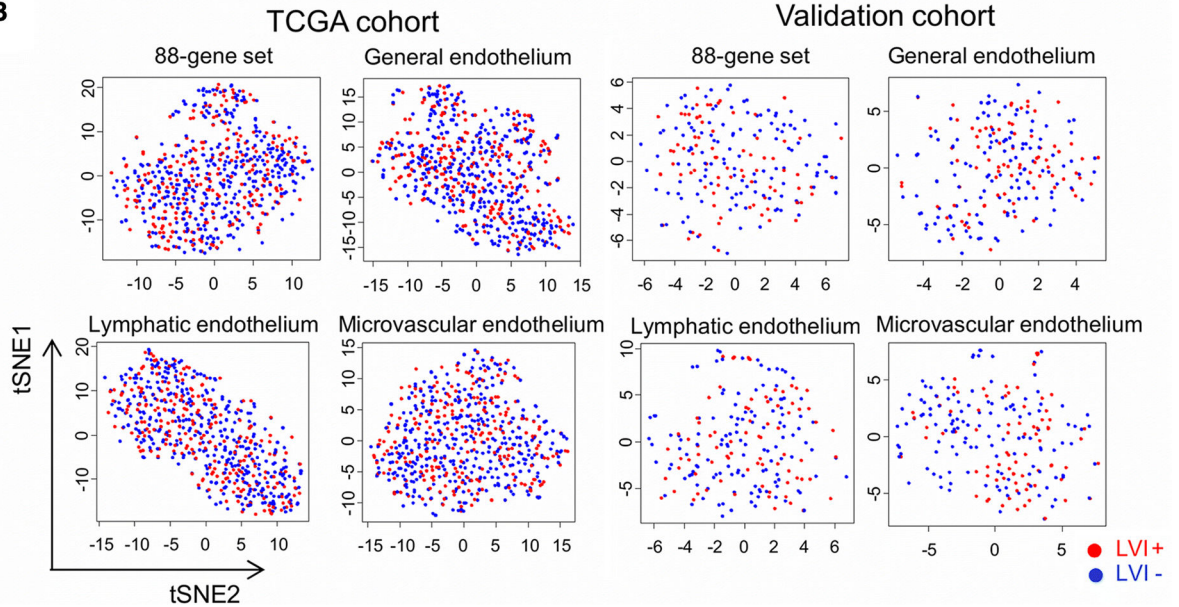 B
TCGA cohort
Validation cohort
88-gene set
General endothelium
88-gene set
General endothelium
20
10
0
-10
-10 -5 0 5 10
15
10
5
0
-5
-10
-15
-15 -10 -5 0 5 10 15
6
4
2
0
-2
-4
-6
-6 -4 -2 0 2 4 6
5
0
-5
-4 -2 0 2 4
Lymphatic endothelium
Microvascular endothelium
Lymphatic endothelium
Microvascular endothelium
20
10
0
-10
-15 -10 -5 0 5 10
15
10
5
0
-5
-10
-15 -10 -5 0 5 10 15
10
5
0
-5
-6 -4 -2 0 2 4 6
5
0
-5
-5 0 5
tSNE1
tSNE2
LVI+
LVI -